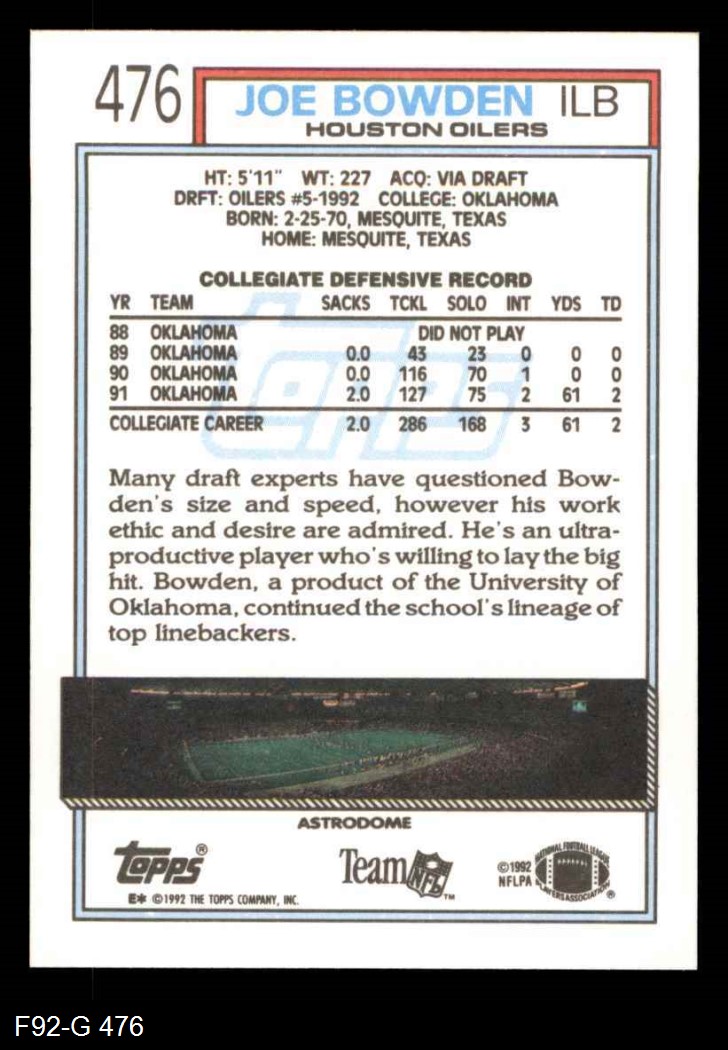 476 JOE BOWDEN ILB
HOUSTON OILERS
HT: 5'11" WT: 227 ACQ: VIA DRAFT
DRFT: OILERS #5-1992 COLLEGE: OKLAHOMA
BORN: 2-25-70, MESQUITE, TEXAS
HOME: MESQUITE, TEXAS
COLLEGIATE DEFENSIVE RECORD
YR TEAM SACKS TCKL SOLO INT YDS TD
88 OKLAHOMA DID NOT PLAY
89 OKLAHOMA 0.0 43 23 0 0 0
90 OKLAHOMA 0.0 116 70 1 0 0
91 OKLAHOMA 2.0 127 75 2 61 2
COLLEGIATE CAREER 2.0 286 168 3 61 2
topps
Many draft experts have questioned Bow-
den's size and speed, however his work
ethic and desire are admired. He's an ultra-
productive player who's willing to lay the big
hit. Bowden, a product of the University of
Oklahoma, continued the school's lineage of
top linebackers.
ASTRODOME
topps® Team NFL™ ©1992 NFLPA NATIONAL FOOTBALL LEAGUE PLAYERS ASSOCIATION ®
E* ©1992 THE TOPPS COMPANY, INC.
F92-G 476